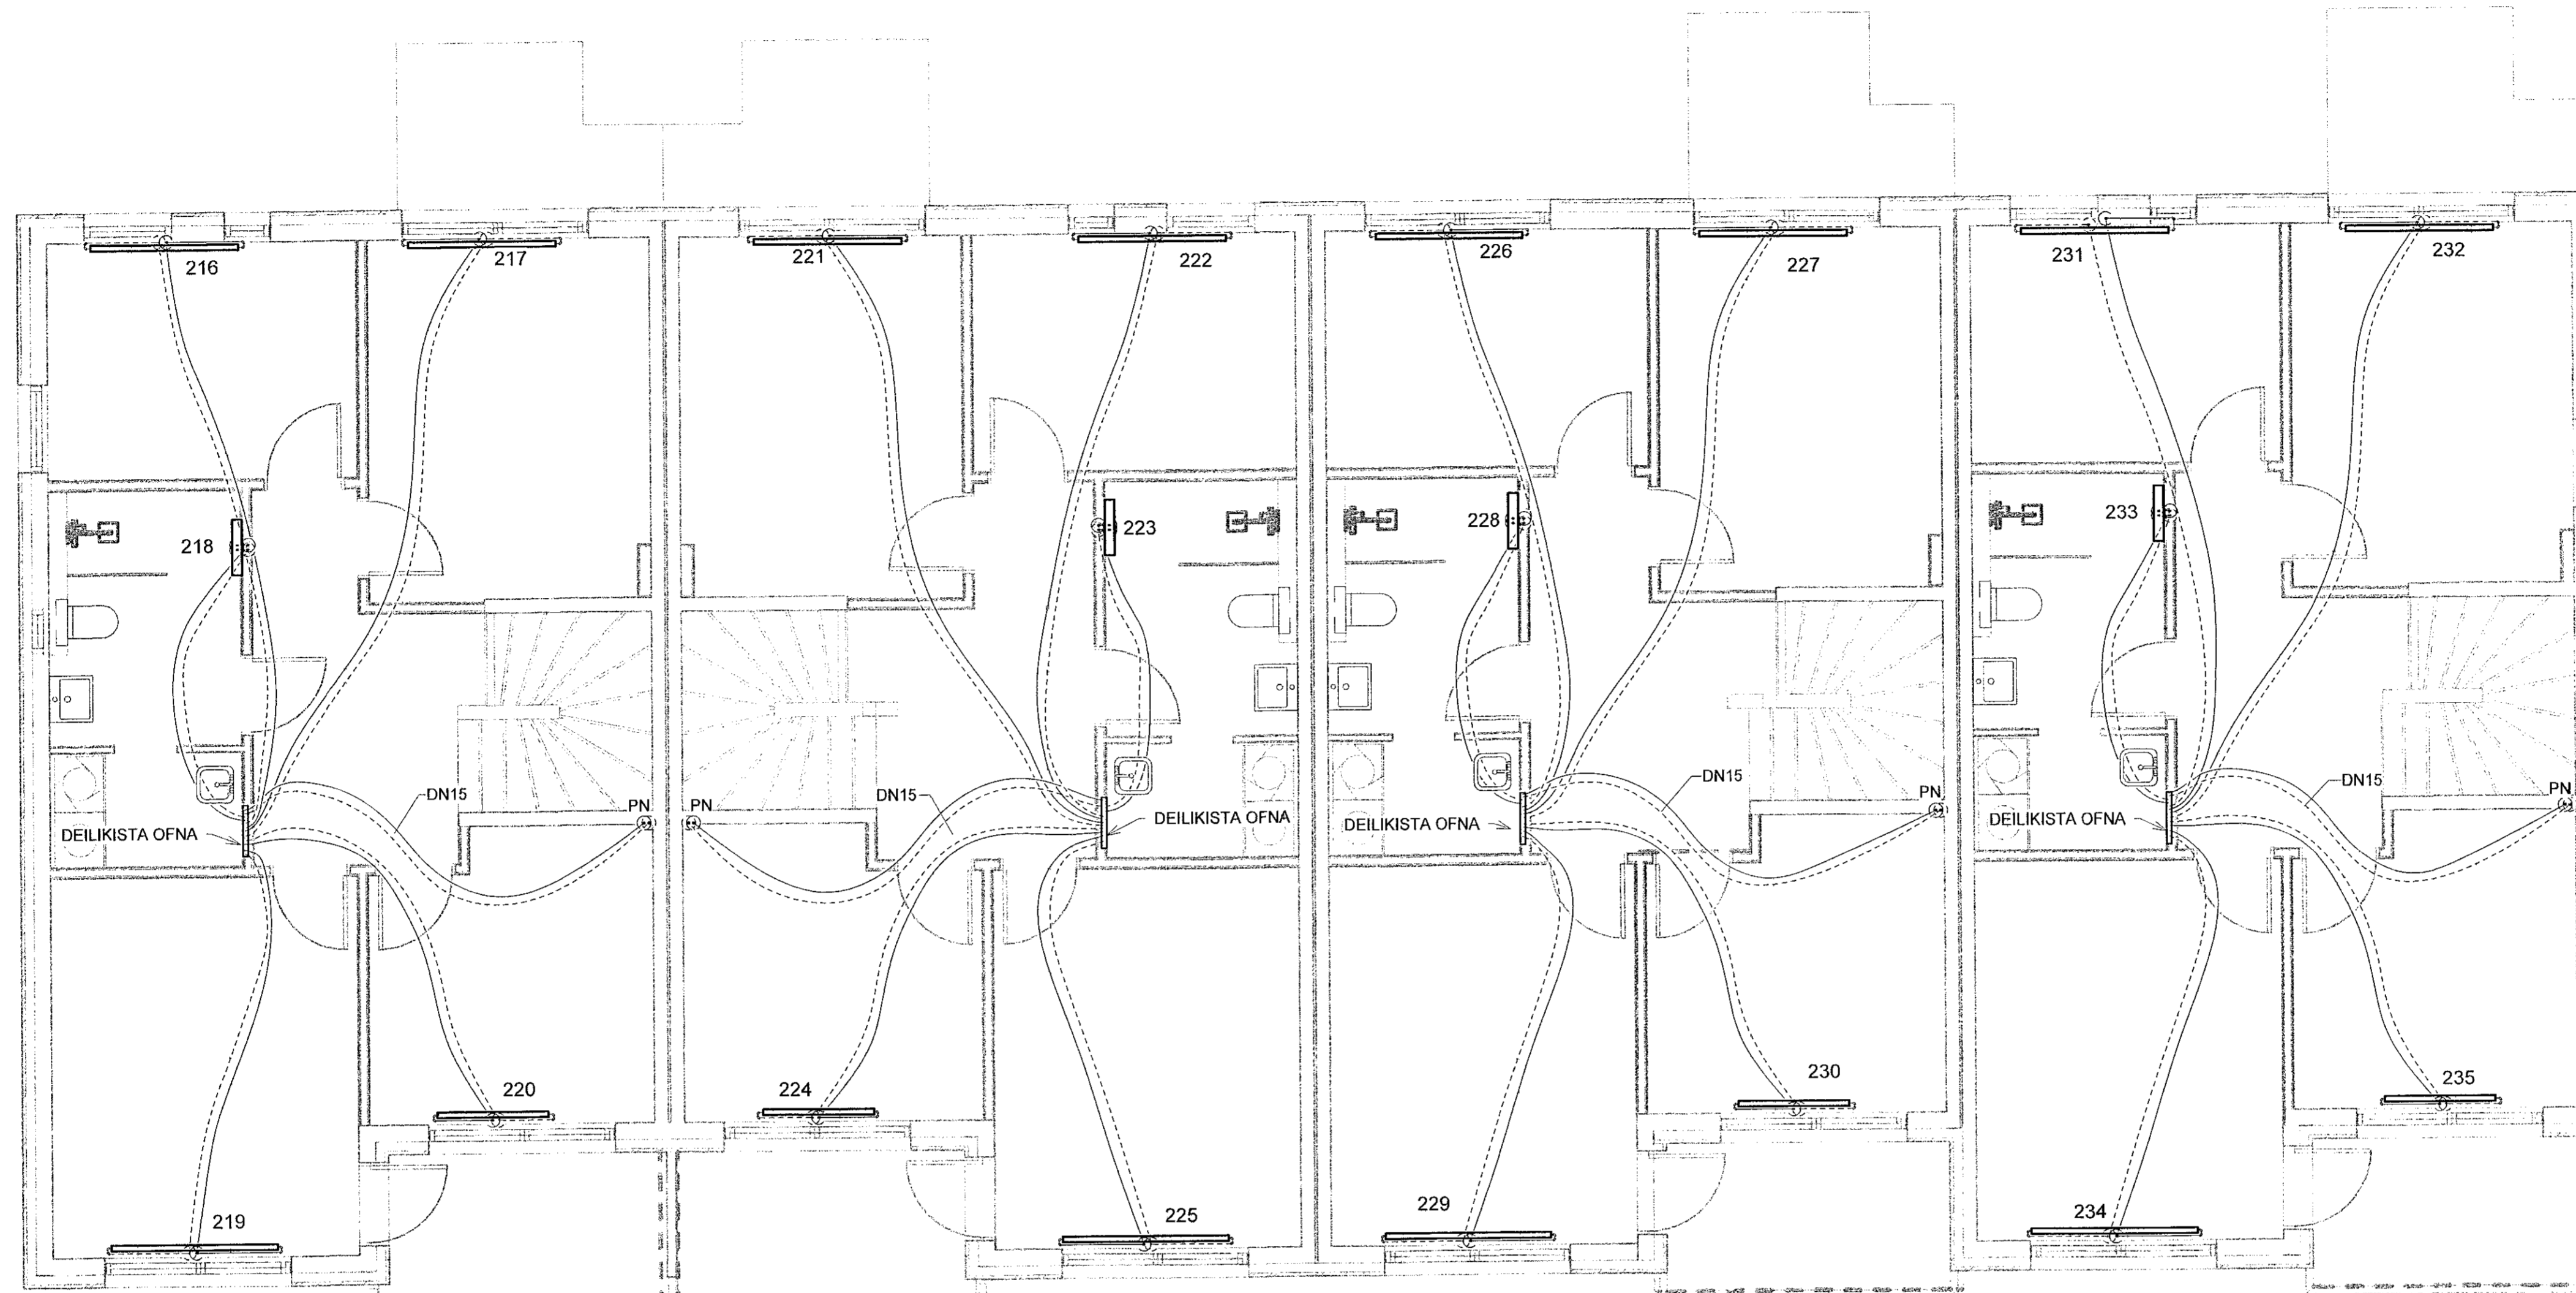 216
217
221
222
226
227
231
232
218
223
228
233
DN15
PN
PN
DN15
DN15
PN
DN15
PN
DEILIKISTA OFNA
DEILIKISTA OFNA
DEILIKISTA OFNA
DEILIKISTA OFNA
220
224
230
235
219
225
229
234